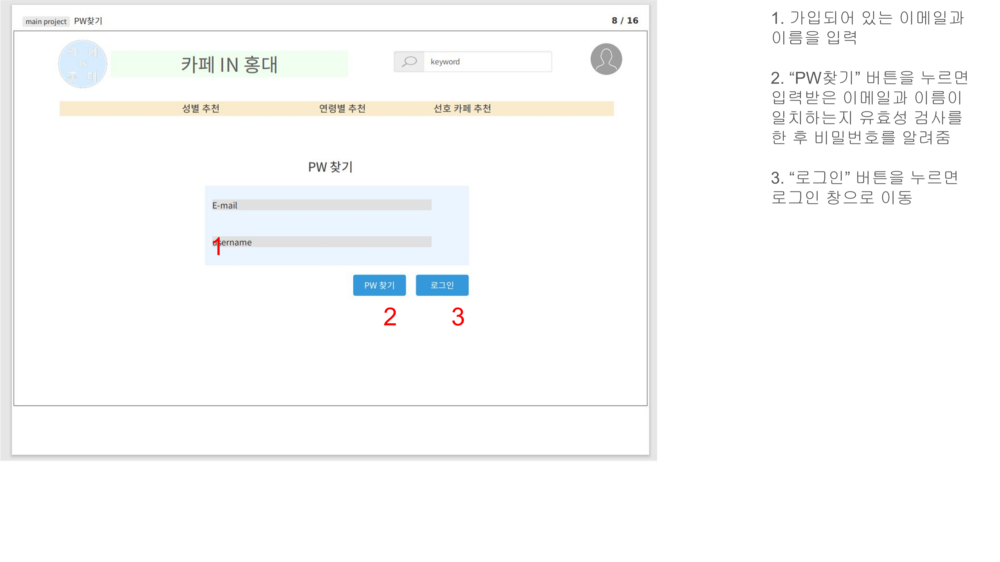 main project PW찾기
8 / 16
카 페
IN
홍 대
카페 IN 홍대
keyword
성별 추천 연령별 추천 선호 카페 추천
PW 찾기
E-mail
username
1
PW 찾기 로그인
2 3
1. 가입되어 있는 이메일과
이름을 입력
2. “PW찾기” 버튼을 누르면
입력받은 이메일과 이름이
일치하는지 유효성 검사를
한 후 비밀번호를 알려줌
3. “로그인” 버튼을 누르면
로그인 창으로 이동